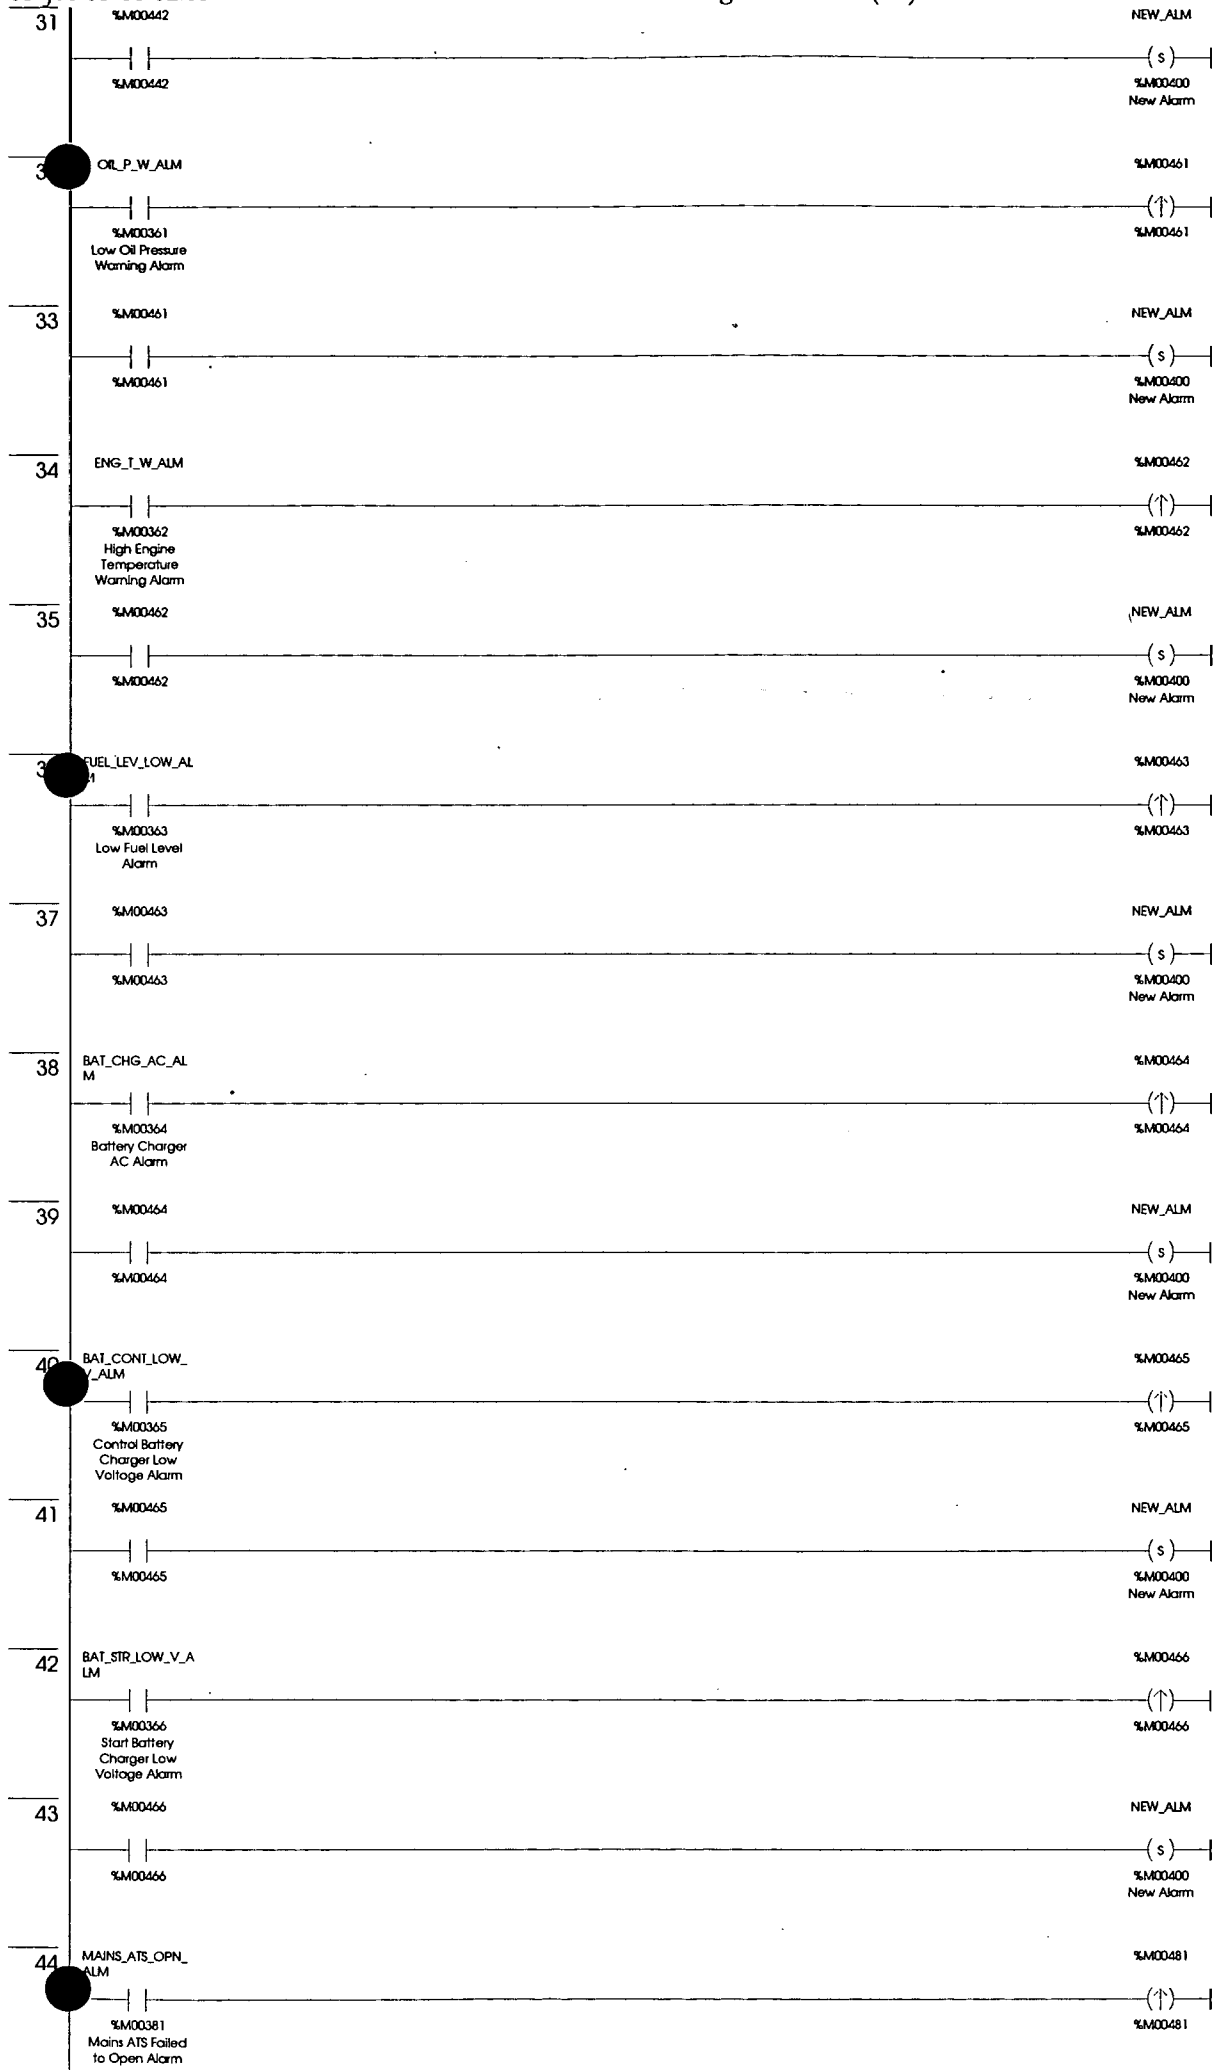 31
%M00442
NEW_ALM
(s)
%M00442
%M00400
New Alarm
OIL_P_W_ALM
%M00461
(↑)
%M00361
%M00461
Low Oil Pressure
Warning Alarm
33
%M00461
NEW_ALM
(s)
%M00461
%M00400
New Alarm
34
ENG_T_W_ALM
%M00462
(↑)
%M00362
%M00462
High Engine
Temperature
Warning Alarm
35
%M00462
NEW_ALM
(s)
%M00462
%M00400
New Alarm
FUEL_LEV_LOW_AL
%M00463
(↑)
%M00363
%M00463
Low Fuel Level
Alarm
37
%M00463
NEW_ALM
(s)
%M00463
%M00400
New Alarm
38
BAT_CHG_AC_AL
M
%M00464
(↑)
%M00364
%M00464
Battery Charger
AC Alarm
39
%M00464
NEW_ALM
(s)
%M00464
%M00400
New Alarm
40
BAT_CONT_LOW_
V_ALM
%M00465
(↑)
%M00365
%M00465
Control Battery
Charger Low
Voltage Alarm
41
%M00465
NEW_ALM
(s)
%M00465
%M00400
New Alarm
42
BAT_STR_LOW_V_A
LM
%M00466
(↑)
%M00366
%M00466
Start Battery
Charger Low
Voltage Alarm
43
%M00466
NEW_ALM
(s)
%M00466
%M00400
New Alarm
44
MAINS_ATS_OPN_
ALM
%M00481
(↑)
%M00381
%M00481
Mains ATS Failed
to Open Alarm